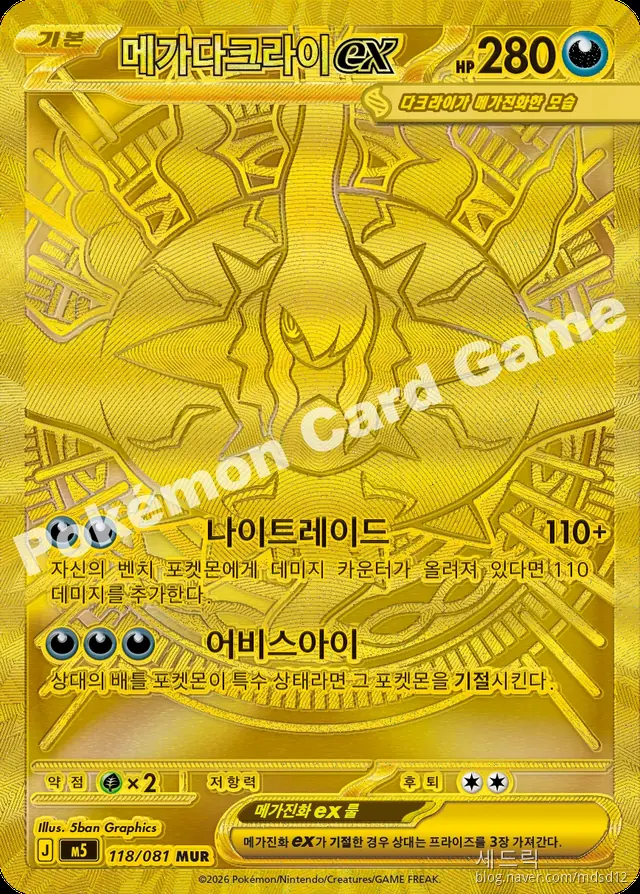 기본 메가다크라이 ex HP 280
다크라이가 메가진화한 모습
Pokémon Card Game
나이트레이드 110+
자신의 벤치 포켓몬에게 데미지 카운터가 올려져 있다면 110
데미지를 추가한다.
어비스아이
상대의 배틀 포켓몬이 특수 상태라면 그 포켓몬을 기절시킨다.
약점 ×2 저항력 후퇴
메가진화 ex 룰
메가진화 ex가 기절한 경우 상대는 프라이즈를 3장 가져간다.
Illus. 5ban Graphics
J m5 118/081 MUR
©2026 Pokémon/Nintendo/Creatures/GAME FREAK.
세드릭
blog.naver.com/mdsd12